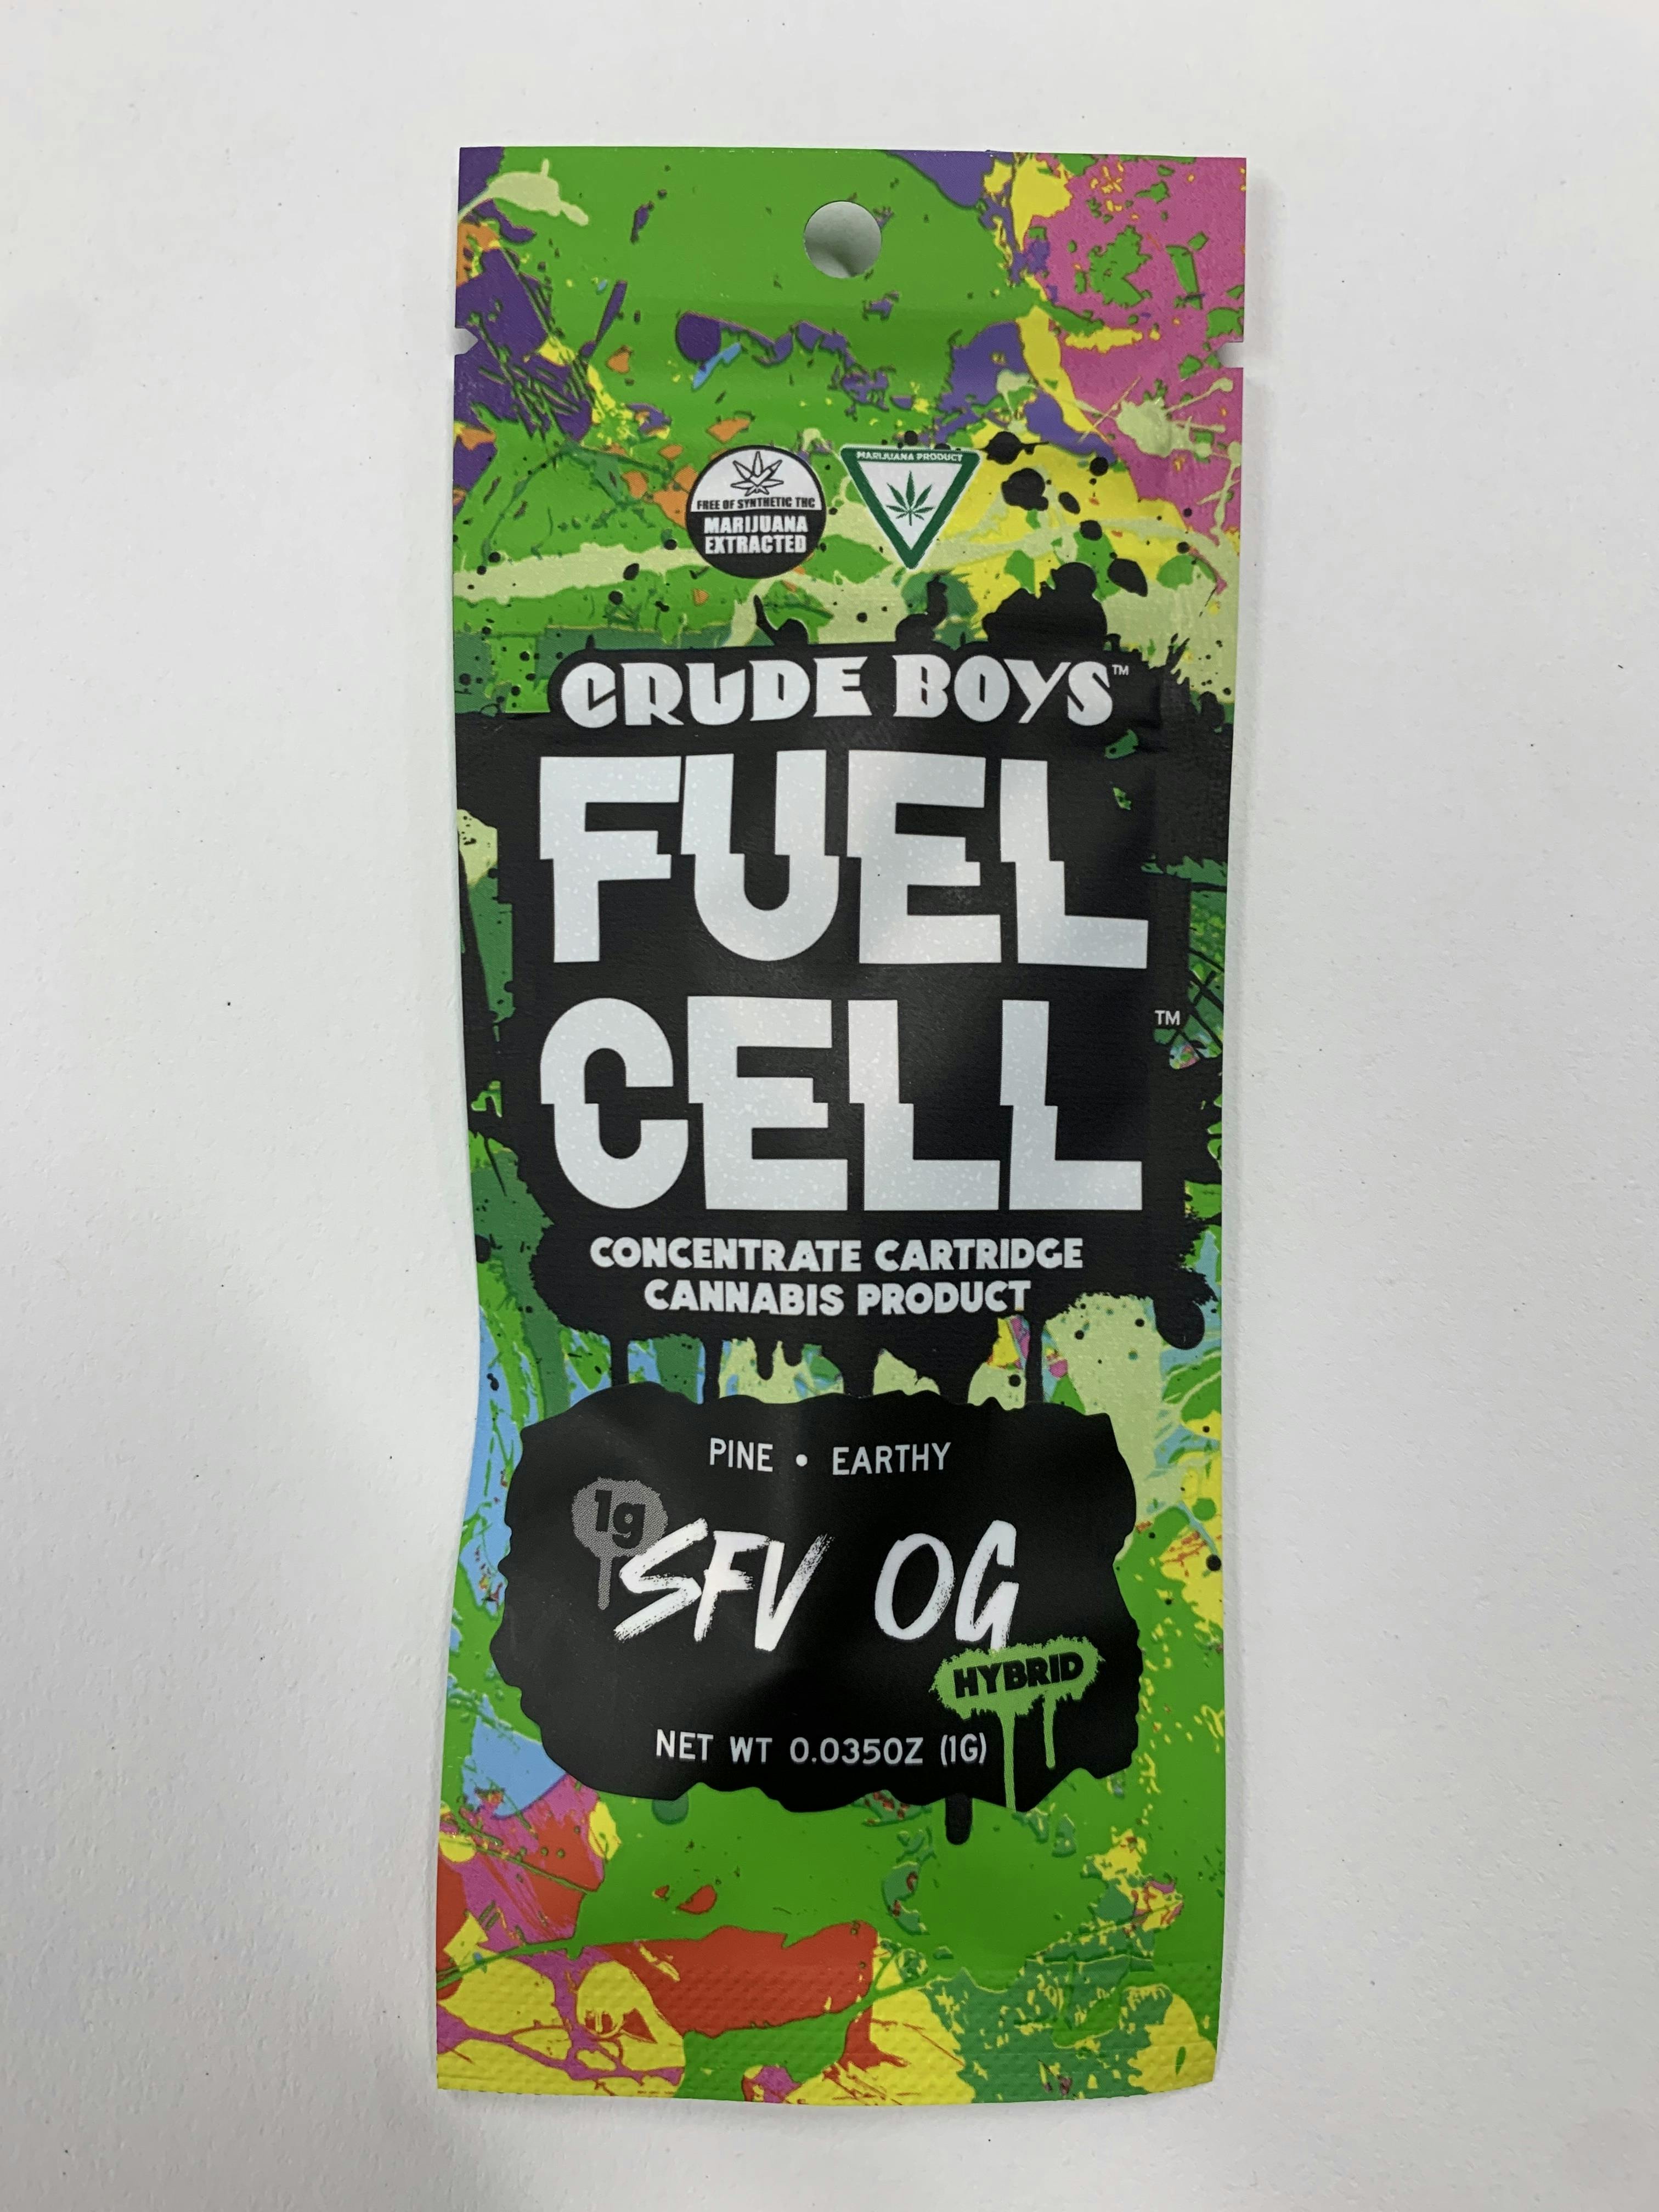 FREE OF SYNTHETIC THC
MARIJUANA
EXTRACTED
MARIJUANA PRODUCT
CRUDE BOYS™
FUEL
CELL™
CONCENTRATE CARTRIDGE
CANNABIS PRODUCT
PINE • EARTHY
1g
SFV OG
HYBRID
NET WT 0.035OZ (1G)